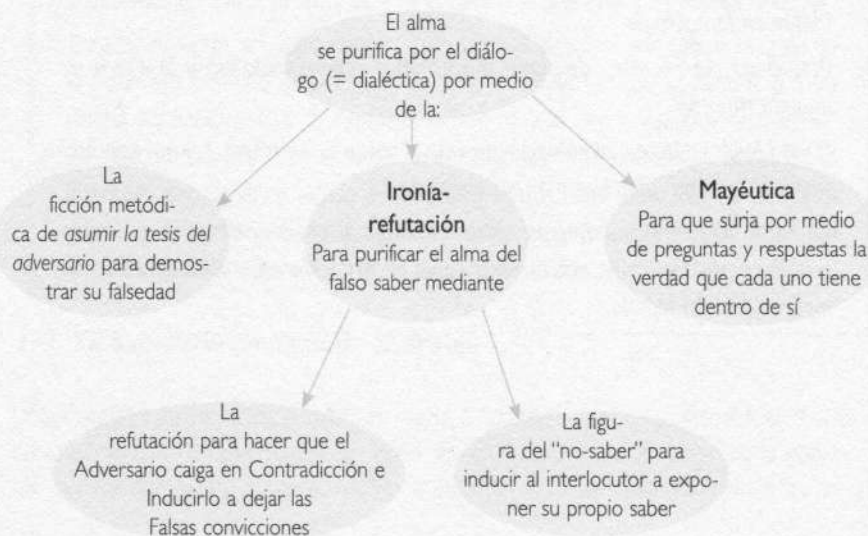 El alma
se purifica por el diálo-
go (= dialéctica) por medio
de la:
La
ficción metódi-
ca de asumir la tesis del
adversario para demos-
trar su falsedad
Ironía-
refutación
Para purificar el alma del
falso saber mediante
Mayéutica
Para que surja por medio
de preguntas y respuestas la
verdad que cada uno tiene
dentro de sí
La
refutación para hacer que el
Adversario caiga en Contradicción e
Inducirlo a dejar las
Falsas convicciones
La figu-
ra del "no-saber" para
inducir al interlocutor a expo-
ner su propio saber